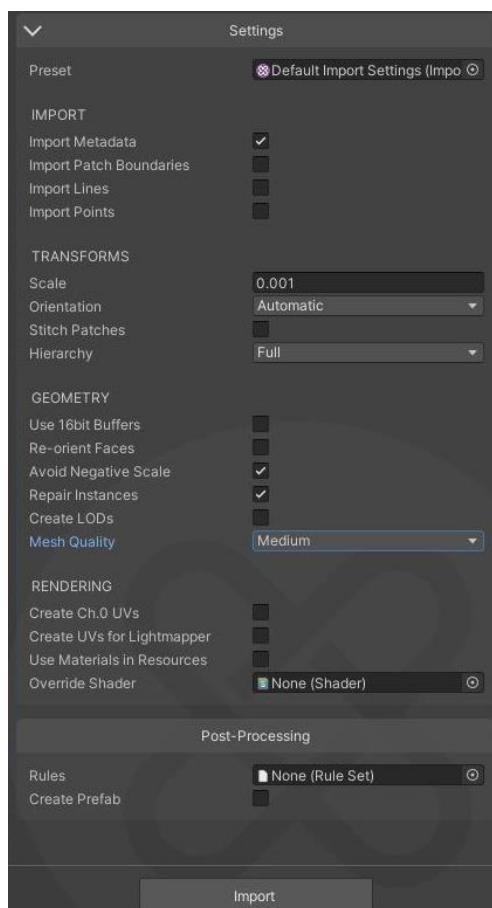 Settings
Preset Default Import Settings (Impo
IMPORT
Import Metadata
Import Patch Boundaries
Import Lines
Import Points
TRANSFORMS
Scale 0.001
Orientation Automatic
Stitch Patches
Hierarchy Full
GEOMETRY
Use 16bit Buffers
Re-orient Faces
Avoid Negative Scale
Repair Instances
Create LODs
Mesh Quality Medium
RENDERING
Create Ch.0 UVs
Create UVs for Lightmapper
Use Materials in Resources
Override Shader None (Shader)
Post-Processing
Rules None (Rule Set)
Create Prefab
Import